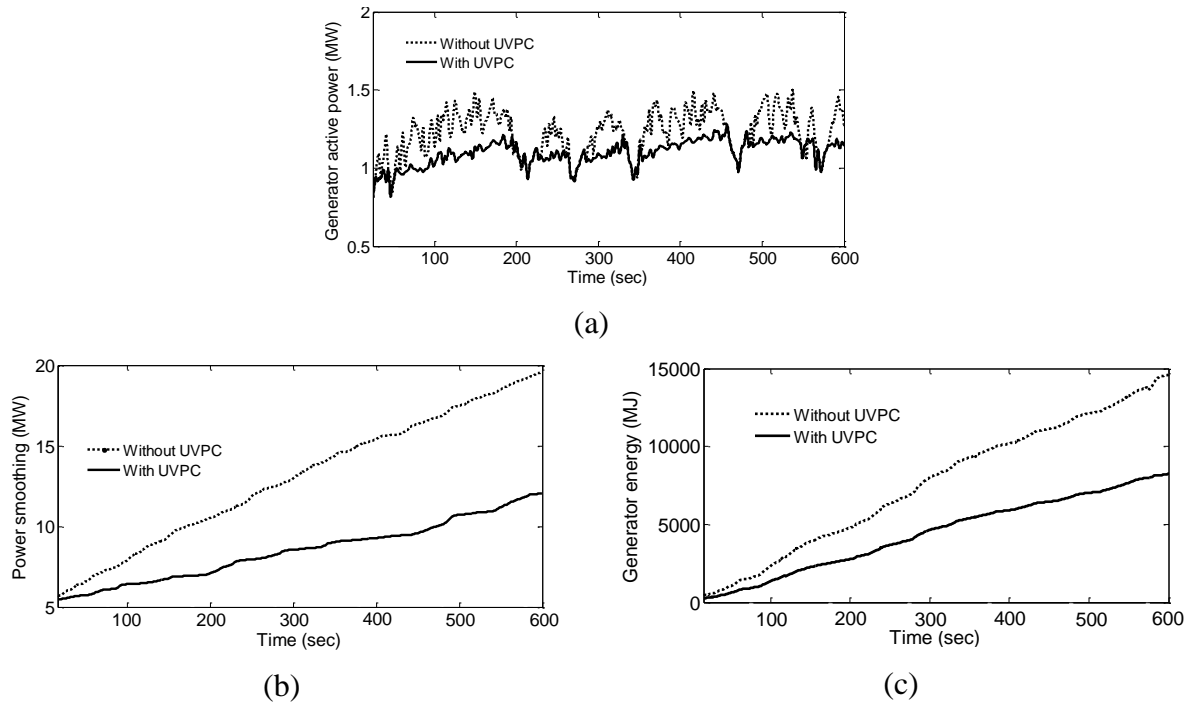 Generator active power (MW)
2
1.5
1
0.5
Without UVPC
With UVPC
100 200 300 400 500 600
Time (sec)
(a)
Power smoothing (MW)
20
15
10
5
Without UVPC
With UVPC
100 200 300 400 500 600
Time (sec)
(b)
Generator energy (MJ)
15000
10000
5000
0
Without UVPC
With UVPC
100 200 300 400 500 600
Time (sec)
(c)